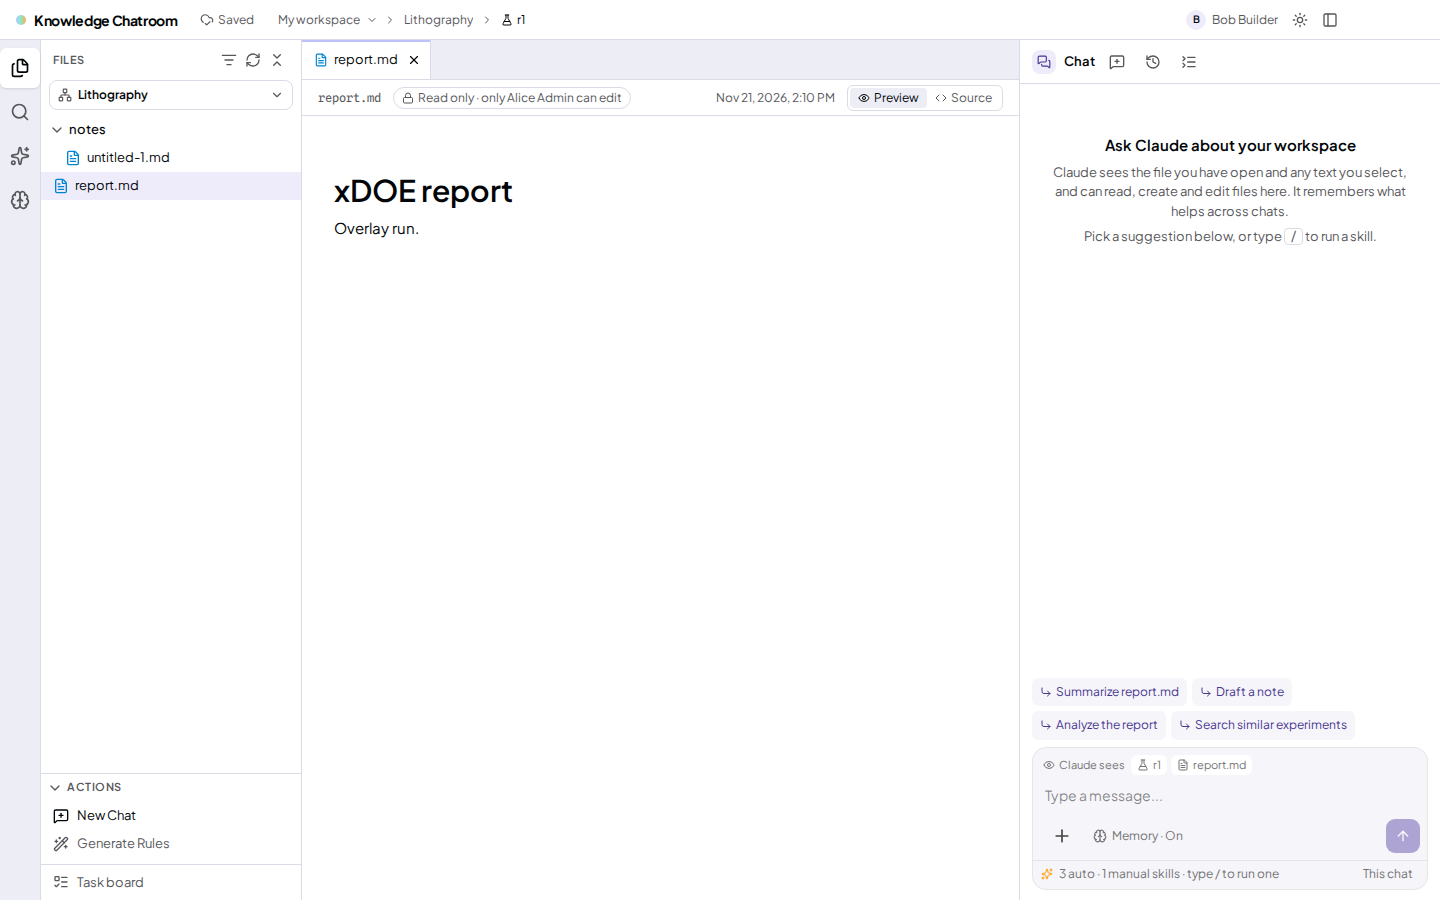 Knowledge Chatroom
Saved
My workspace
Lithography
r1
B
Bob Builder
FILES
Lithography
notes
untitled-1.md
report.md
ACTIONS
New Chat
Generate Rules
Task board
report.md
report.md
Read only · only Alice Admin can edit
Nov 21, 2026, 2:10 PM
Preview
Source
xDOE report
Overlay run.
Chat
Ask Claude about your workspace
Claude sees the file you have open and any text you select,
and can read, create and edit files here. It remembers what
helps across chats.
Pick a suggestion below, or type / to run a skill.
Summarize report.md
Draft a note
Analyze the report
Search similar experiments
Claude sees
r1
report.md
Type a message...
Memory · On
3 auto · 1 manual skills · type / to run one
This chat